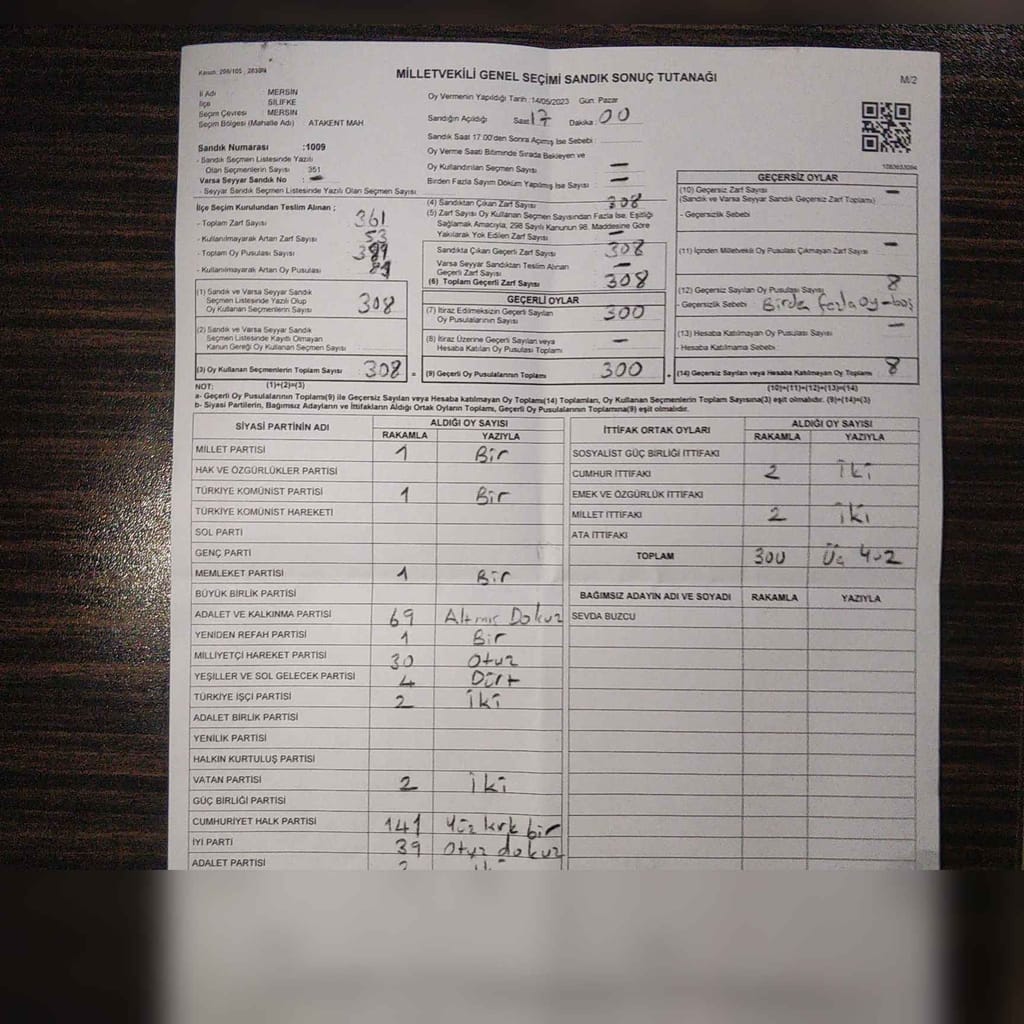 Kanun: 298/105 ; 2839/N
MİLLETVEKİLİ GENEL SEÇİMİ SANDIK SONUÇ TUTANAĞI
M/2
İl Adı MERSİN
İlçe SİLİFKE
Seçim Çevresi MERSİN
Seçim Bölgesi (Mahalle Adı) ATAKENT MAH
Sandık Numarası :1009
- Sandık Seçmen Listesinde Yazılı
Olan Seçmenlerin Sayısı 351
Varsa Seyyar Sandık No : -
- Seyyar Sandık Seçmen Listesinde Yazılı Olan Seçmen Sayısı
Oy Vermenin Yapıldığı Tarih :14/05/2023 Gün: Pazar
Sandığın Açıldığı Saat 17 Dakika 00
Sandık Saat 17.00'den Sonra Açılmış İse Sebebi :
Oy Verme Saati Bitiminde Sırada Bekleyen ve
Oy Kullandırılan Seçmen Sayısı -
Birden Fazla Sayım Döküm Yapılmış İse Sayısı -
İlçe Seçim Kurulundan Teslim Alınan ;
- Toplam Zarf Sayısı 361
- Kullanılmayarak Artan Zarf Sayısı 53
- Toplam Oy Pusulası Sayısı
- Kullanılmayarak Artan Oy Pusulası
(1) Sandık ve Varsa Seyyar Sandık
Seçmen Listesinde Yazılı Olup
Oy Kullanan Seçmenlerin Sayısı 308
(2) Sandık ve Varsa Seyyar Sandık
Seçmen Listesinde Kayıtlı Olmayan
Kanun Gereği Oy Kullanan Seçmen Sayısı
(3) Oy Kullanan Seçmenlerin Toplam Sayısı 308 =
(1)+(2)=(3)
(4) Sandıktan Çıkan Zarf Sayısı 308
(5) Zarf Sayısı Oy Kullanan Seçmen Sayısından Fazla İse, Eşitliği
Sağlamak Amacıyla, 298 Sayılı Kanunun 98. Maddesine Göre
Yakılarak Yok Edilen Zarf Sayısı -
Sandıkta Çıkan Geçerli Zarf Sayısı 308
Varsa Seyyar Sandıktan Teslim Alınan
Geçerli Zarf Sayısı -
(6) Toplam Geçerli Zarf Sayısı 308
GEÇERLİ OYLAR
(7) İtiraz Edilmeksizin Geçerli Sayılan
Oy Pusulalarının Sayısı 300
(8) İtiraz Üzerine Geçerli Sayılan veya
Hesaba Katılan Oy Pusulası Toplamı -
(9) Geçerli Oy Pusulalarının Toplamı 300 +
GEÇERSİZ OYLAR
(10) Geçersiz Zarf Sayısı -
(Sandık ve Varsa Seyyar Sandık Geçersiz Zarf Toplamı)
- Geçersizlik Sebebi
(11) İçinden Milletvekili Oy Pusulası Çıkmayan Zarf Sayısı -
(12) Geçersiz Sayılan Oy Pusulası Sayısı 8
- Geçersizlik Sebebi Birden fazla oy-boş
(13) Hesaba Katılmayan Oy Pusulası Sayısı -
- Hesaba Katılmama Sebebi
(14) Geçersiz Sayılan veya Hesaba Katılmayan Oy Toplamı 8
(10)+(11)+(12)+(13)=(14)
NOT:
a- Geçerli Oy Pusulalarının Toplamı(9) ile Geçersiz Sayılan veya Hesaba Katılmayan Oy Toplamı(14) Toplamları, Oy Kullanan Seçmenlerin Toplam Sayısına(3) eşit olmalıdır. (9)+(14)=(3)
b- Siyasi Partilerin, Bağımsız Adayların ve İttifakların Aldığı Ortak Oyların Toplamı, Geçerli Oy Pusulalarının Toplamına(9) eşit olmalıdır.
SİYASİ PARTİNİN ADI ALDIĞI OY SAYISI
RAKAMLA YAZIYLA
MİLLET PARTİSİ 1 Bir
HAK VE ÖZGÜRLÜKLER PARTİSİ
TÜRKİYE KOMÜNİST PARTİSİ 1 Bir
TÜRKİYE KOMÜNİST HAREKETİ
SOL PARTİ
GENÇ PARTİ
MEMLEKET PARTİSİ 1 Bir
BÜYÜK BİRLİK PARTİSİ
ADALET VE KALKINMA PARTİSİ 69 Altmış Dokuz
YENİDEN REFAH PARTİSİ 1 Bir
MİLLİYETÇİ HAREKET PARTİSİ 30 Otuz
YEŞİLLER VE SOL GELECEK PARTİSİ 4 Dört
TÜRKİYE İŞÇİ PARTİSİ 2 İki
ADALET BİRLİK PARTİSİ
YENİLİK PARTİSİ
HALKIN KURTULUŞ PARTİSİ
VATAN PARTİSİ 2 İki
GÜÇ BİRLİĞİ PARTİSİ
CUMHURİYET HALK PARTİSİ 141 Yüz kırk bir
İYİ PARTİ 39 Otuz dokuz
ADALET PARTİSİ
İTTİFAK ORTAK OYLARI ALDIĞI OY SAYISI
RAKAMLA YAZIYLA
SOSYALİST GÜÇ BİRLİĞİ İTTİFAKI
CUMHUR İTTİFAKI 2 İki
EMEK VE ÖZGÜRLÜK İTTİFAKI
MİLLET İTTİFAKI 2 İki
ATA İTTİFAKI
TOPLAM 300 Üç Yüz
BAĞIMSIZ ADAYIN ADI VE SOYADI RAKAMLA YAZIYLA
SEVDA BUZCU